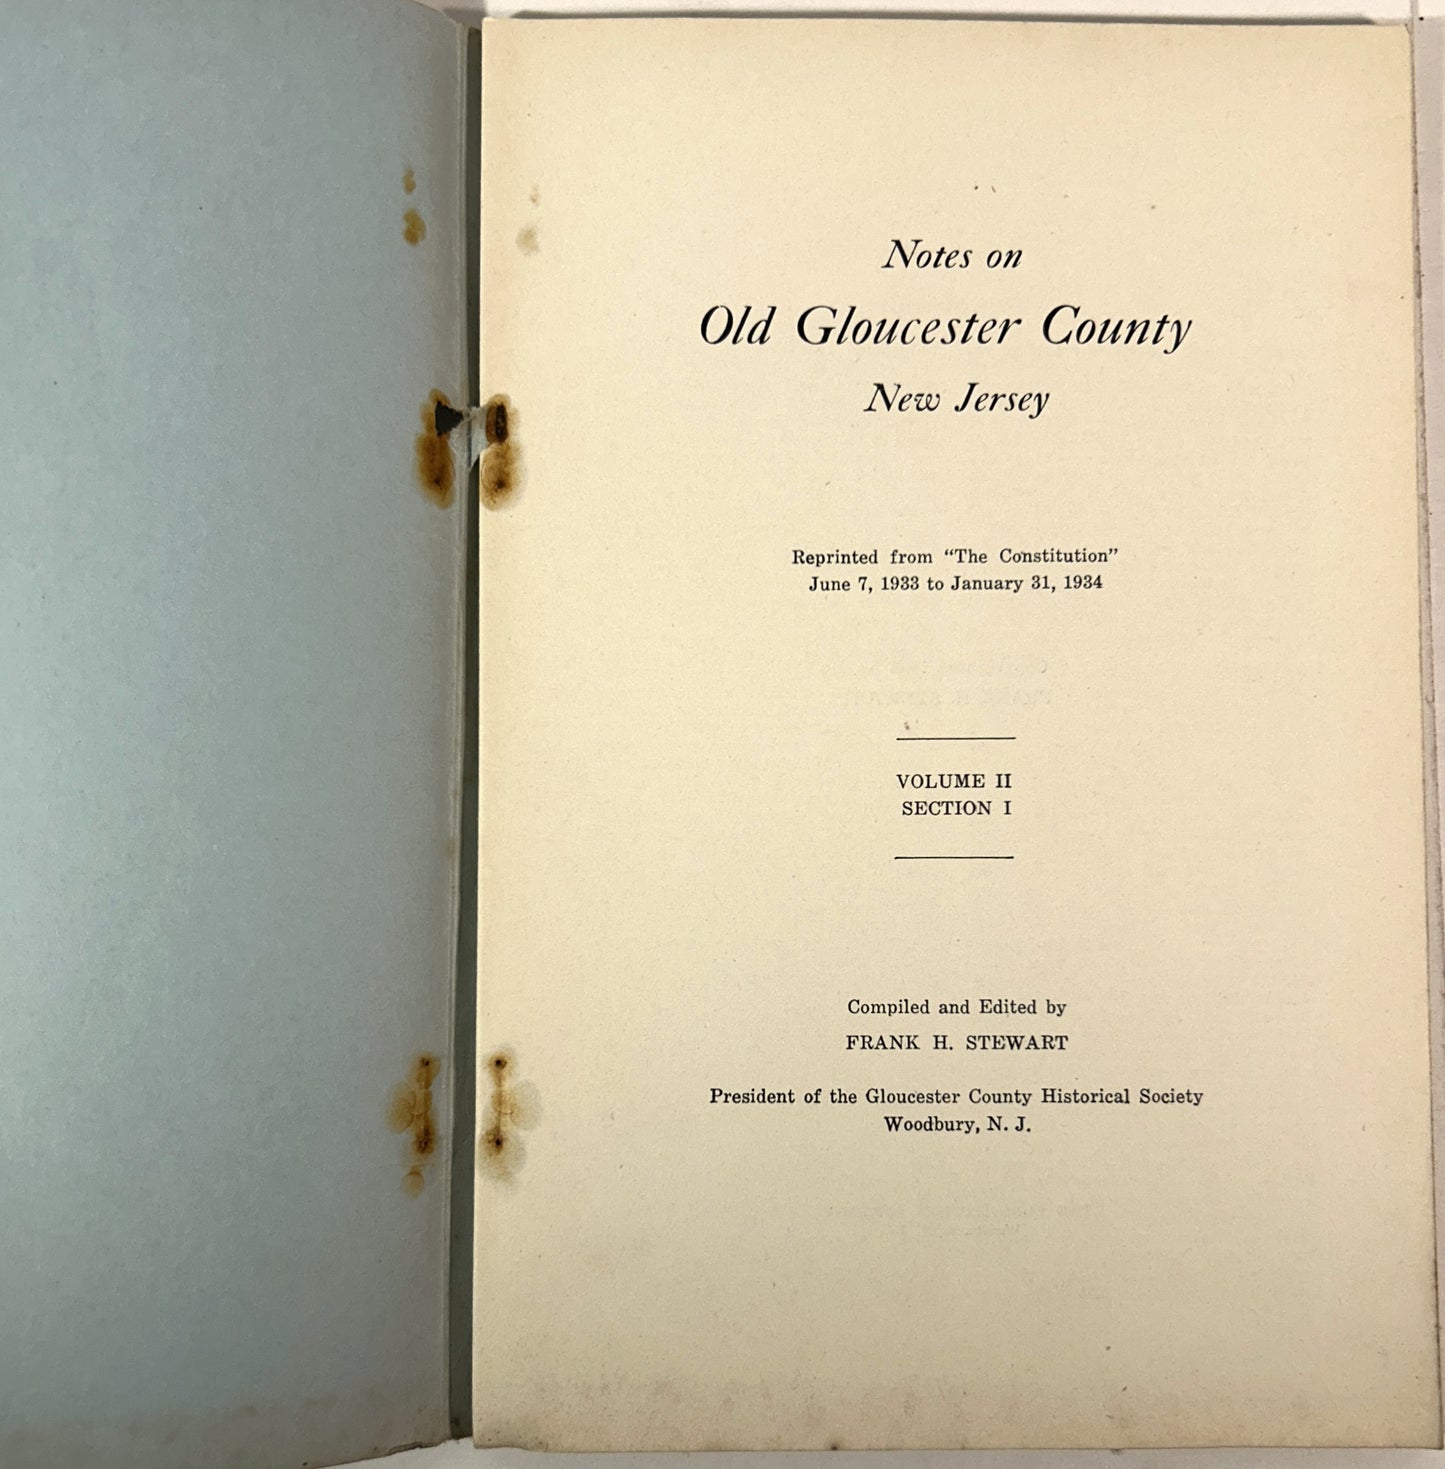 Notes on
Old Gloucester County
New Jersey
Reprinted from “The Constitution”
June 7, 1933 to January 31, 1934
VOLUME II
SECTION I
Compiled and Edited by
FRANK H. STEWART
President of the Gloucester County Historical Society
Woodbury, N. J.